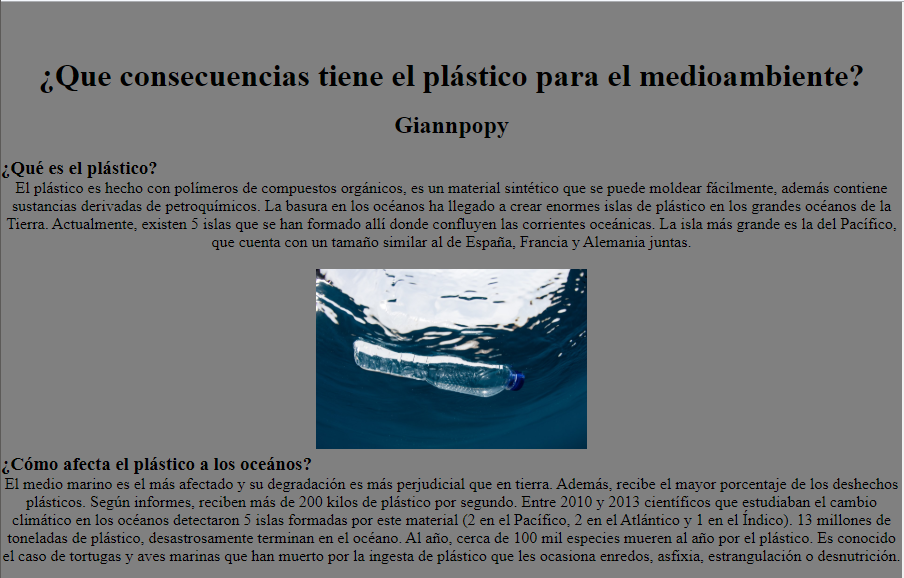 ¿Que consecuencias tiene el plástico para el medioambiente?
Giannpopy
¿Qué es el plástico?
El plástico es hecho con polímeros de compuestos orgánicos, es un material sintético que se puede moldear fácilmente, además contiene
sustancias derivadas de petroquímicos. La basura en los océanos ha llegado a crear enormes islas de plástico en los grandes océanos de la
Tierra. Actualmente, existen 5 islas que se han formado allí donde confluyen las corrientes oceánicas. La isla más grande es la del Pacífico,
que cuenta con un tamaño similar al de España, Francia y Alemania juntas.
¿Cómo afecta el plástico a los oceános?
El medio marino es el más afectado y su degradación es más perjudicial que en tierra. Además, recibe el mayor porcentaje de los deshechos
plásticos. Según informes, reciben más de 200 kilos de plástico por segundo. Entre 2010 y 2013 científicos que estudiaban el cambio
climático en los océanos detectaron 5 islas formadas por este material (2 en el Pacífico, 2 en el Atlántico y 1 en el Índico). 13 millones de
toneladas de plástico, desastrosamente terminan en el océano. Al año, cerca de 100 mil especies mueren al año por el plástico. Es conocido
el caso de tortugas y aves marinas que han muerto por la ingesta de plástico que les ocasiona enredos, asfixia, estrangulación o desnutrición.